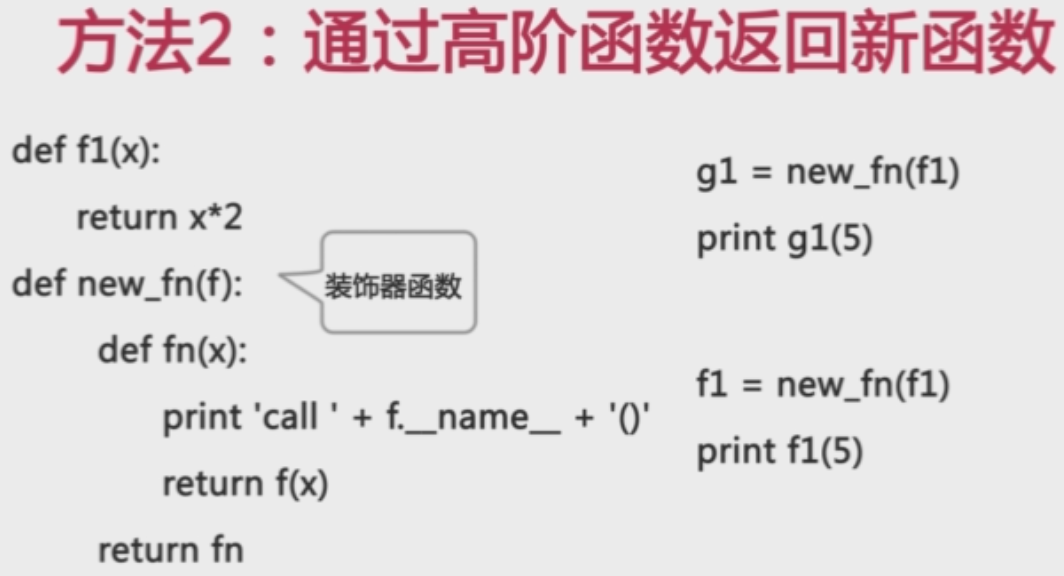 方法2：通过高阶函数返回新函数
def f1(x):
return x*2
def new_fn(f):
装饰器函数
def fn(x):
print 'call ' + f.__name__ + '()'
return f(x)
return fn
g1 = new_fn(f1)
print g1(5)
f1 = new_fn(f1)
print f1(5)